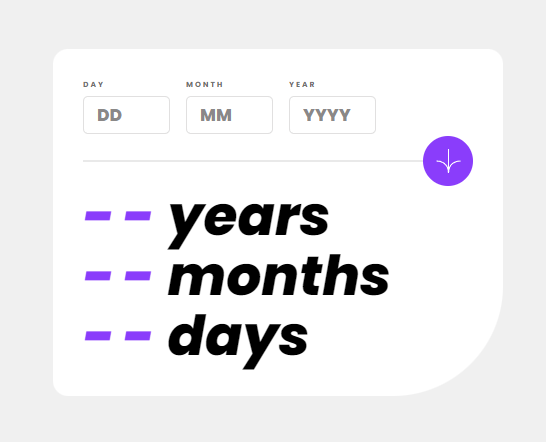 DAY MONTH YEAR
DD MM YYYY
-- years
-- months
-- days